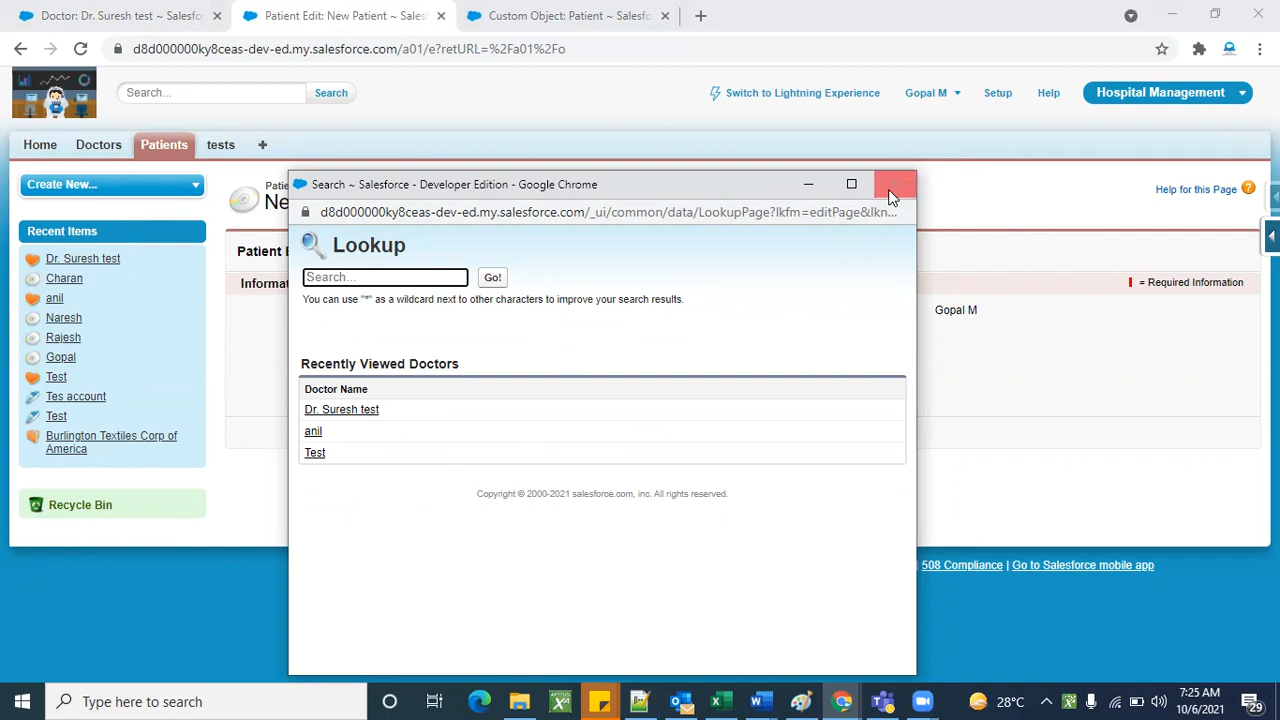 Doctor: Dr. Suresh test ~ Salesfo
Patient Edit: New Patient ~ Sales
Custom Object: Patient ~ Salesfo
d8d000000ky8ceas-dev-ed.my.salesforce.com/a01/e?retURL=%2Fa01%2Fo
Search...
Search
Switch to Lightning Experience
Gopal M
Setup
Help
Hospital Management
Home
Doctors
Patients
tests
+
Create New...
Recent Items
Dr. Suresh test
Charan
anil
Naresh
Rajesh
Gopal
Test
Tes account
Test
Burlington Textiles Corp of
America
Recycle Bin
Patie
Ne
Help for this Page
Patient E
Informa
= Required Information
Gopal M
Search ~ Salesforce - Developer Edition - Google Chrome
d8d000000ky8ceas-dev-ed.my.salesforce.com/_ui/common/data/LookupPage?lkfm=editPage&lkn...
Lookup
Search...
Go!
You can use "*" as a wildcard next to other characters to improve your search results.
Recently Viewed Doctors
Doctor Name
Dr. Suresh test
anil
Test
Copyright © 2000-2021 salesforce.com, inc. All rights reserved.
508 Compliance | Go to Salesforce mobile app
Type here to search
28°C
7:25 AM
10/6/2021
29